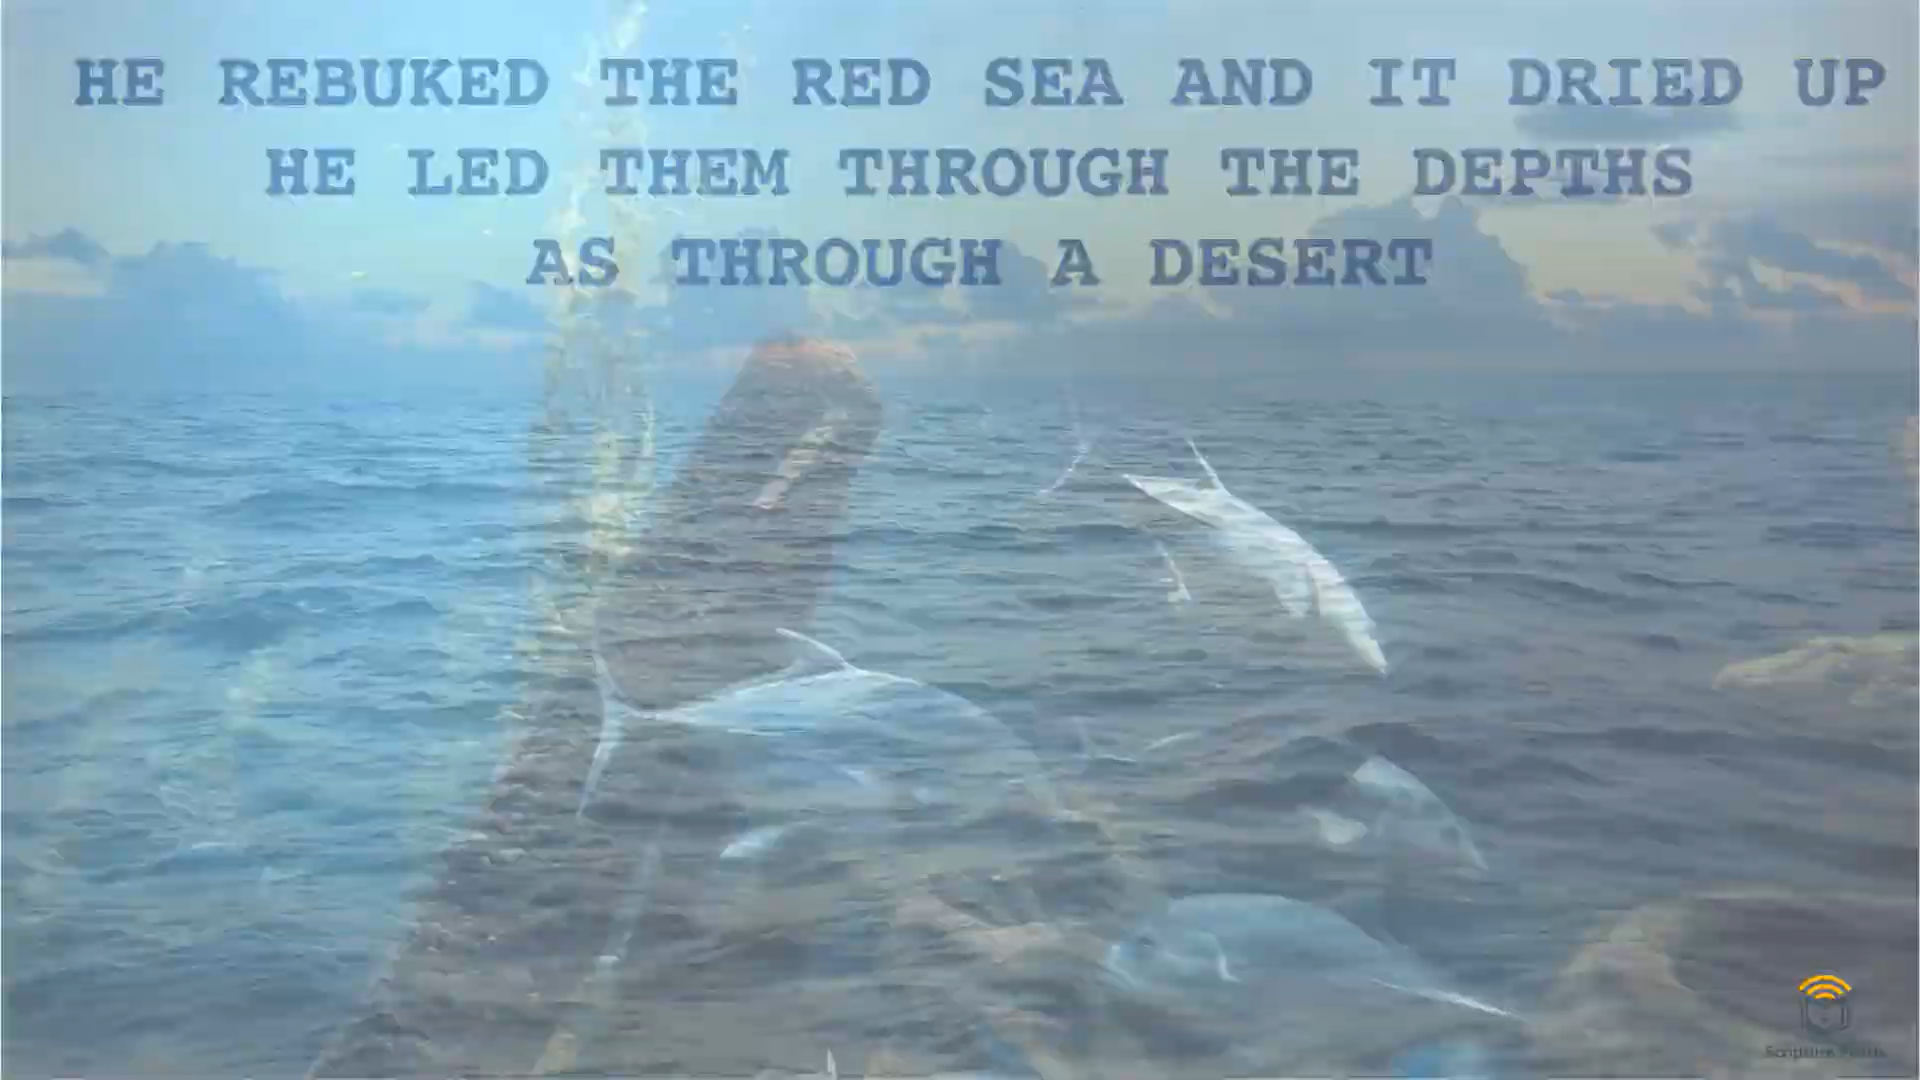 HE REBUKED THE RED SEA AND IT DRIED UP
HE LED THEM THROUGH THE DEPTHS
AS THROUGH A DESERT